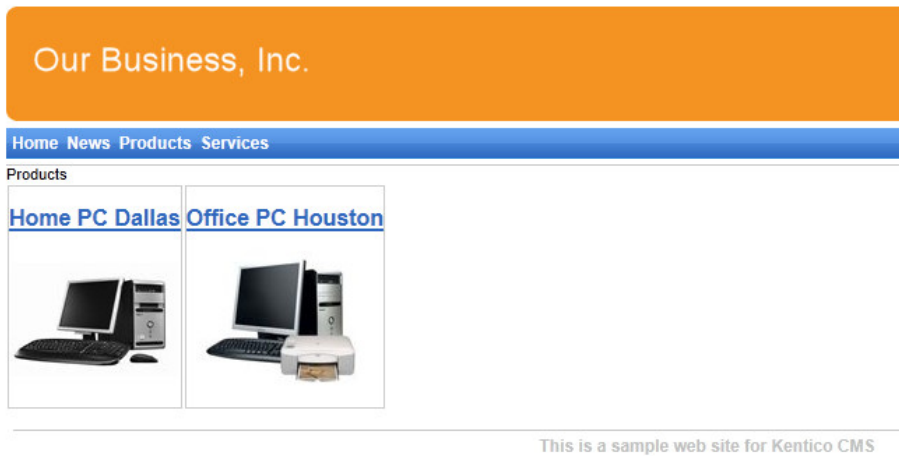 Our Business, Inc.
Home News Products Services
Products
Home PC Dallas Office PC Houston
This is a sample web site for Kentico CMS